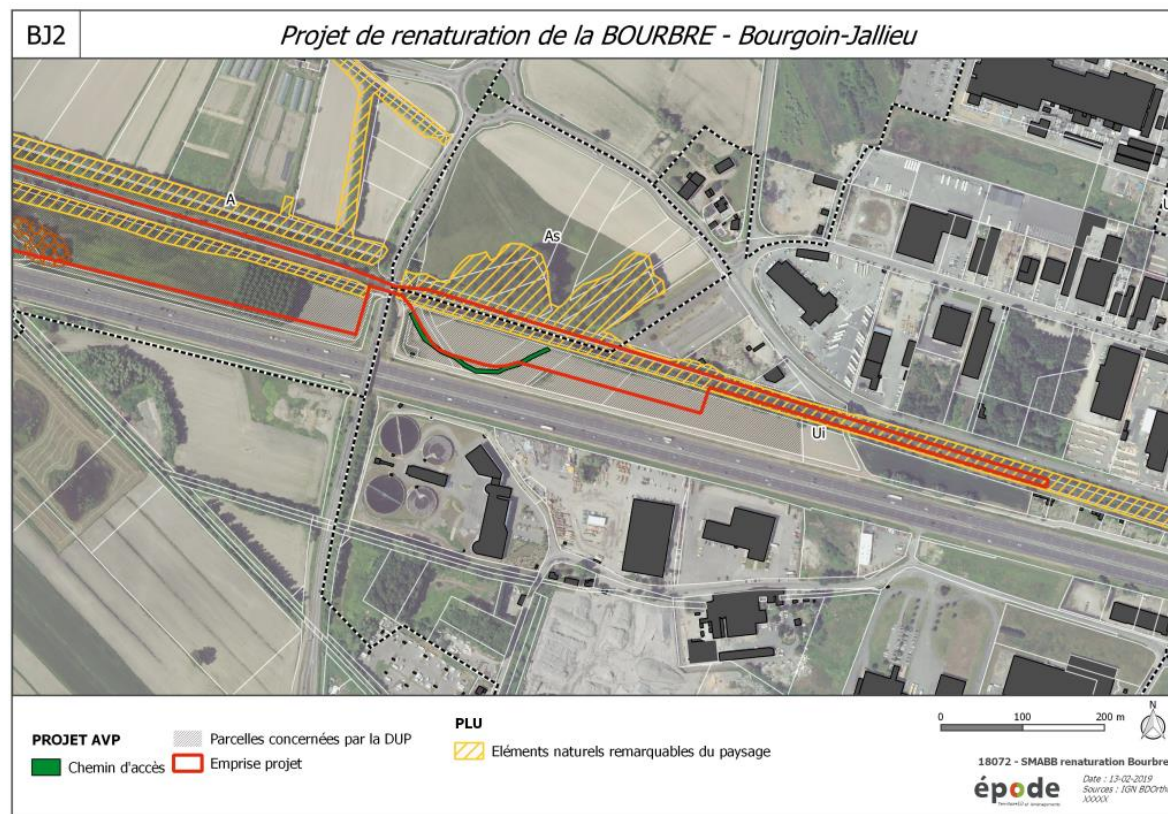 BJ2
Projet de renaturation de la BOURBRE - Bourgoin-Jallieu
A
As
Ui
U
PROJET AVP
Chemin d'accès
Parcelles concernées par la DUP
Emprise projet
PLU
Eléments naturels remarquables du paysage
0 100 200 m
N
18072 - SMABB renaturation Bourbre
épode
Date : 13-02-2019
Sources : IGN BDOrtho
XXXXX